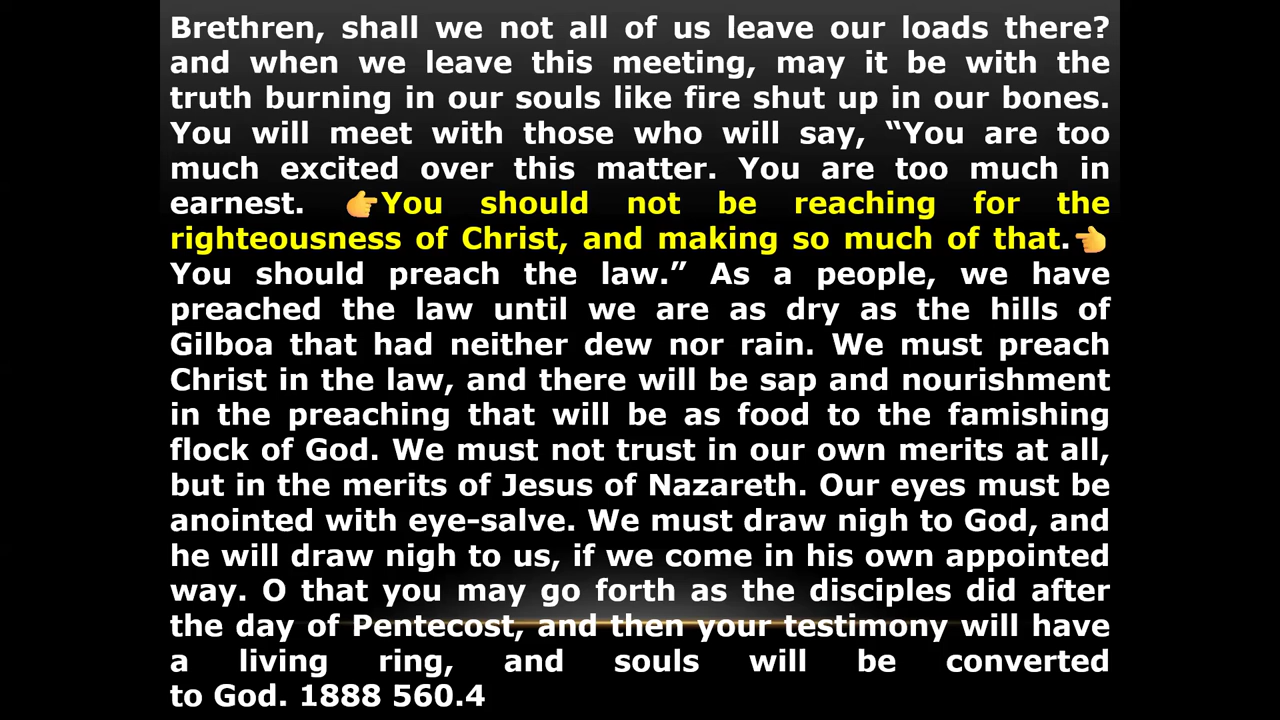 Brethren, shall we not all of us leave our loads there?
and when we leave this meeting, may it be with the
truth burning in our souls like fire shut up in our bones.
You will meet with those who will say, “You are too
much excited over this matter. You are too much in
earnest. 👉You should not be reaching for the
righteousness of Christ, and making so much of that.👈
You should preach the law.” As a people, we have
preached the law until we are as dry as the hills of
Gilboa that had neither dew nor rain. We must preach
Christ in the law, and there will be sap and nourishment
in the preaching that will be as food to the famishing
flock of God. We must not trust in our own merits at all,
but in the merits of Jesus of Nazareth. Our eyes must be
anointed with eye-salve. We must draw nigh to God, and
he will draw nigh to us, if we come in his own appointed
way. O that you may go forth as the disciples did after
the day of Pentecost, and then your testimony will have
a living ring, and souls will be converted
to God. 1888 560.4